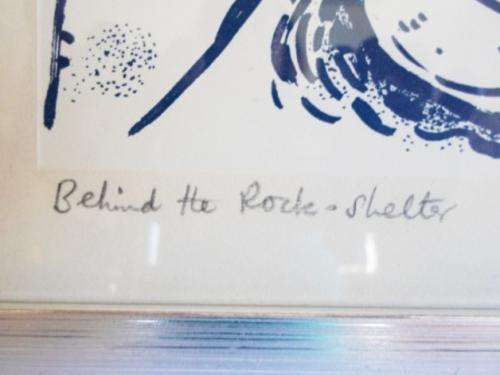 Behind the Rock-Shelter